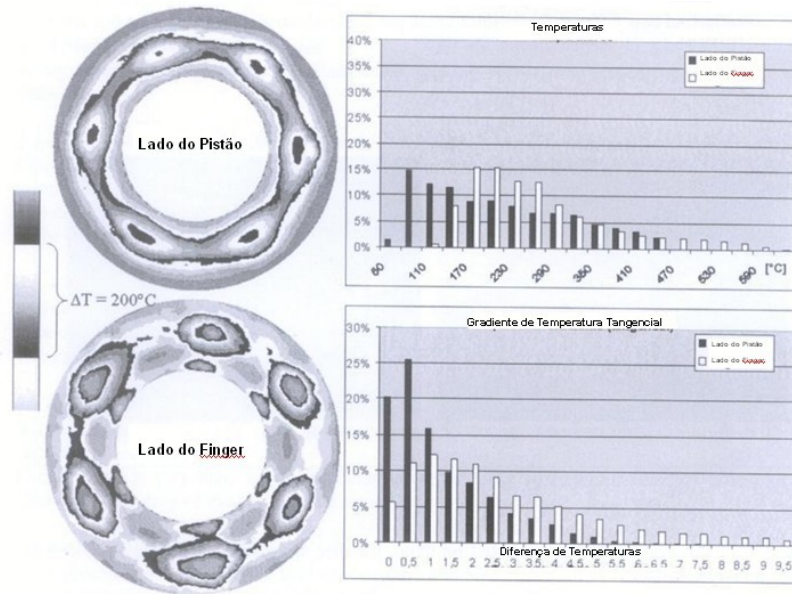 Lado do Pistão
ΔT = 200°C
Lado do Finger
Temperaturas
40%
35%
30%
25%
20%
15%
10%
5%
0%
Lado do Pistão
Lado do
60 110 170 230 290 350 410 470 530 590 [°C]
Gradiente de Temperatura Tangencial
30%
25%
20%
15%
10%
5%
0%
Lado do Pistão
Lado do
Diferença de Temperaturas
0 0,5 1 1,5 2 2,5 3 3,5 4 4,5 5 5,5 6 6,5 7 7,5 8 8,5 9 9,5